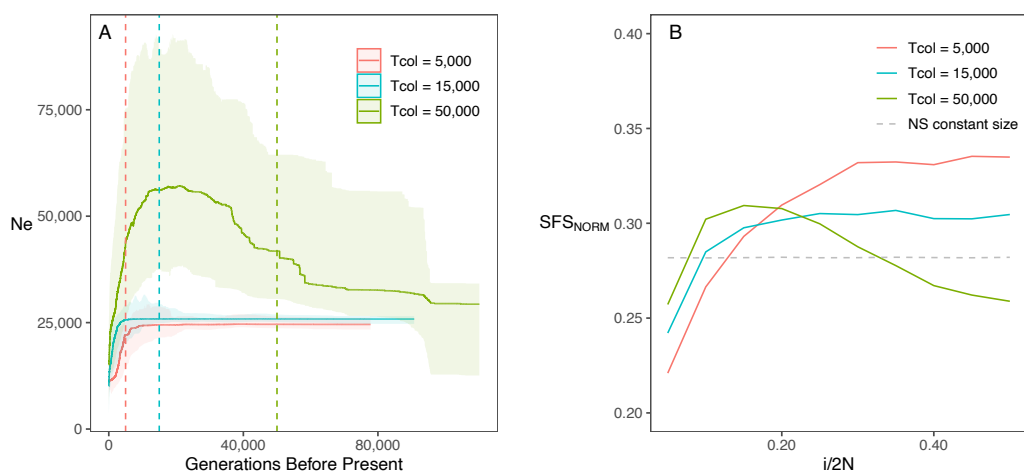 A
Tcol = 5,000
Tcol = 15,000
Tcol = 50,000
75,000
50,000
25,000
0
Ne
0
40,000
80,000
Generations Before Present
B
Tcol = 5,000
Tcol = 15,000
Tcol = 50,000
NS constant size
0.40
0.35
0.30
0.25
0.20
SFSNORM
0.20
0.40
i/2N